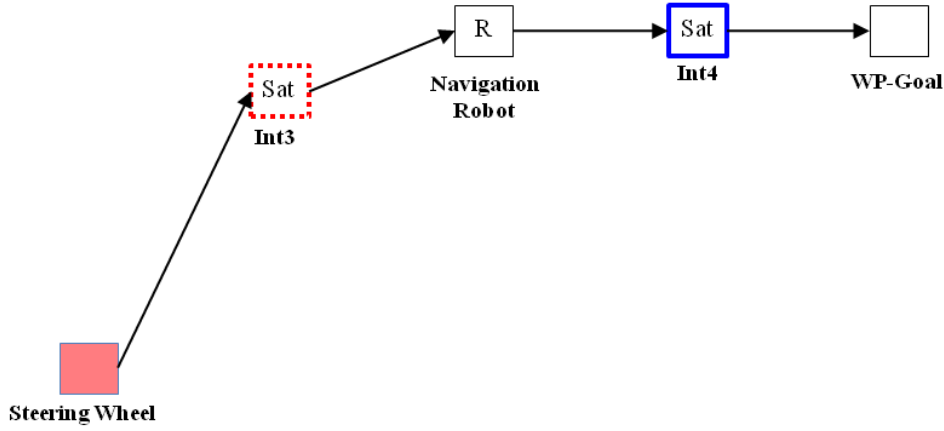 R
Sat
Sat
Int3
Navigation
Robot
Int4
WP-Goal
Steering Wheel